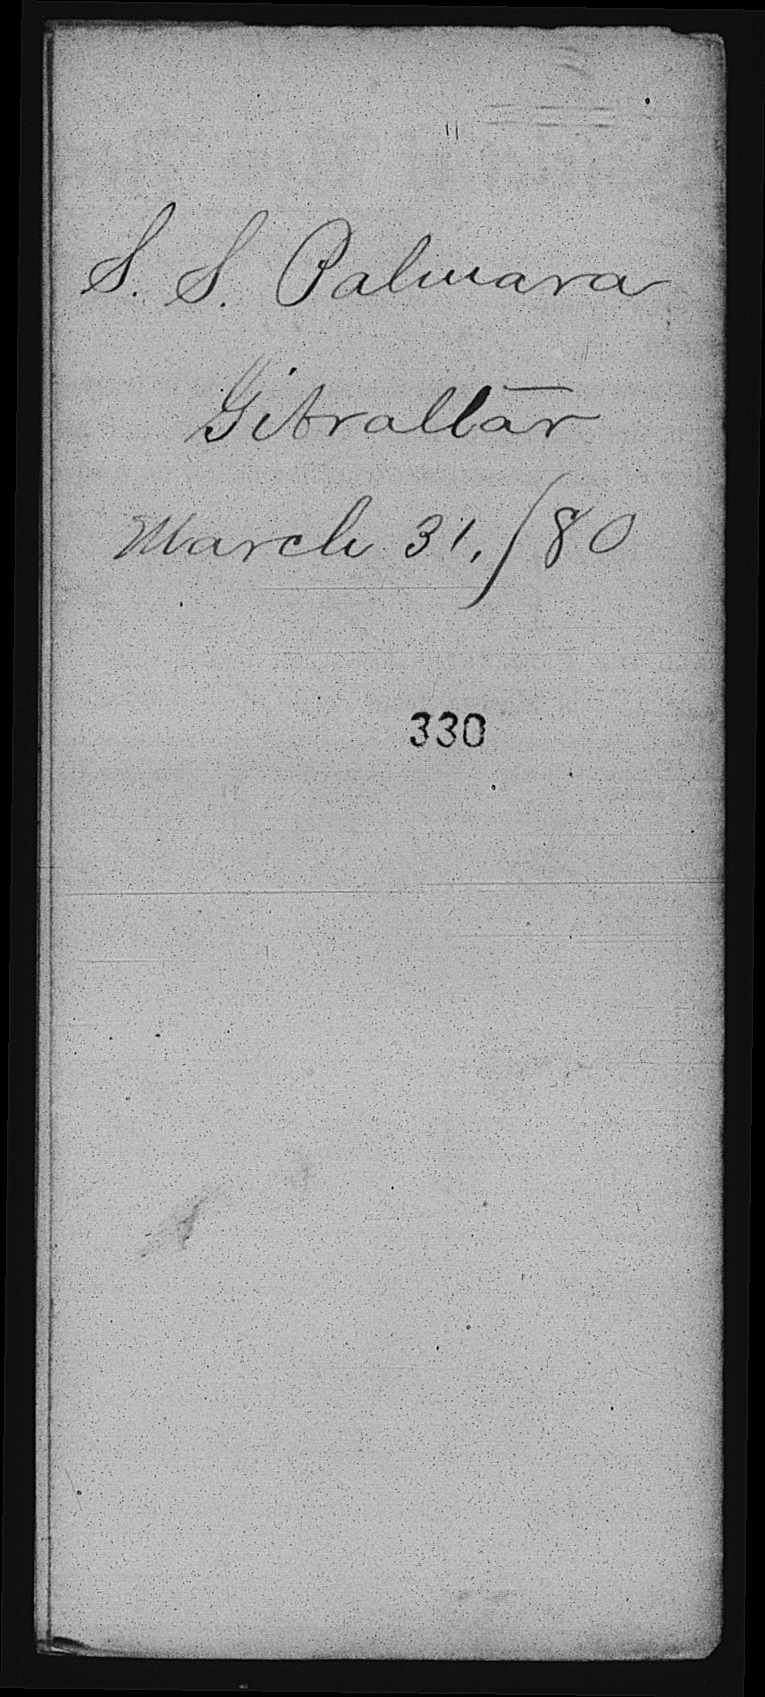 S. S. Palmara
Gibraltar
March 31, /80
330